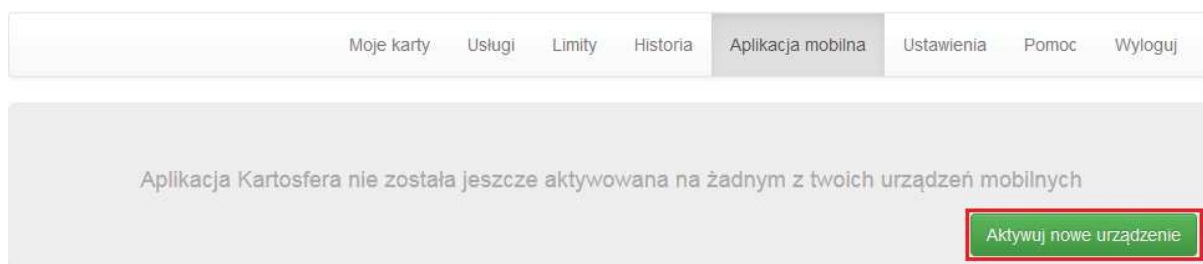 Moje karty Usługi Limity Historia Aplikacja mobilna Ustawienia Pomoc Wyloguj
Aplikacja Kartosfera nie została jeszcze aktywowana na żadnym z twoich urządzeń mobilnych
Aktywuj nowe urządzenie